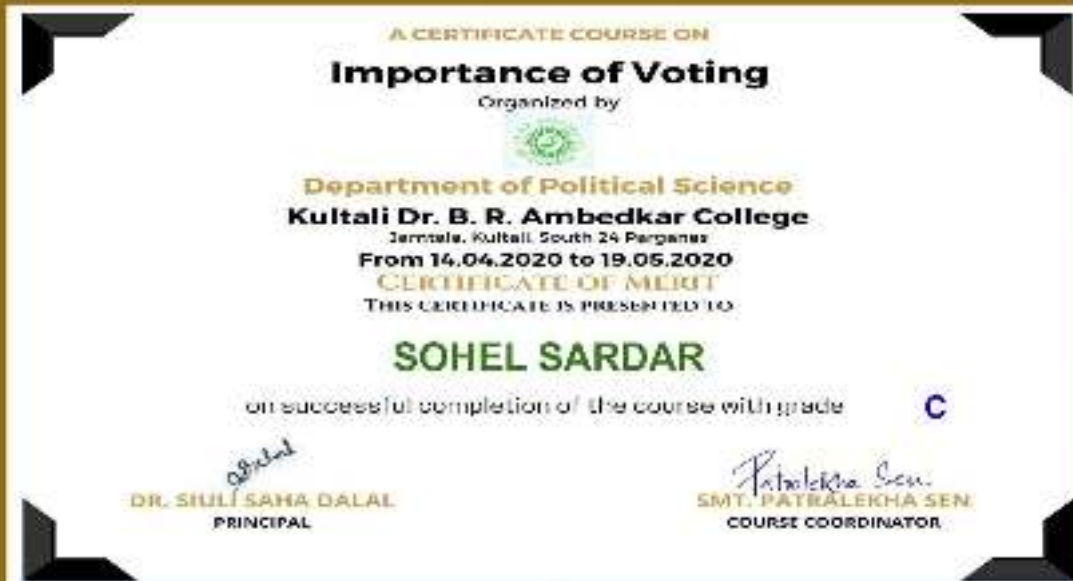 A CERTIFICATE COURSE ON
Importance of Voting
Organized by
Department of Political Science
Kultali Dr. B. R. Ambedkar College
Jamtala, Kultali, South 24 Parganas
From 14.04.2020 to 19.05.2020
CERTIFICATE OF MERIT
THIS CERTIFICATE IS PRESENTED TO
SOHEL SARDAR
on successful completion of the course with grade C
DR. SIULI SAHA DALAL
PRINCIPAL
Patralekha Sen.
SMT. PATRALEKHA SEN
COURSE COORDINATOR